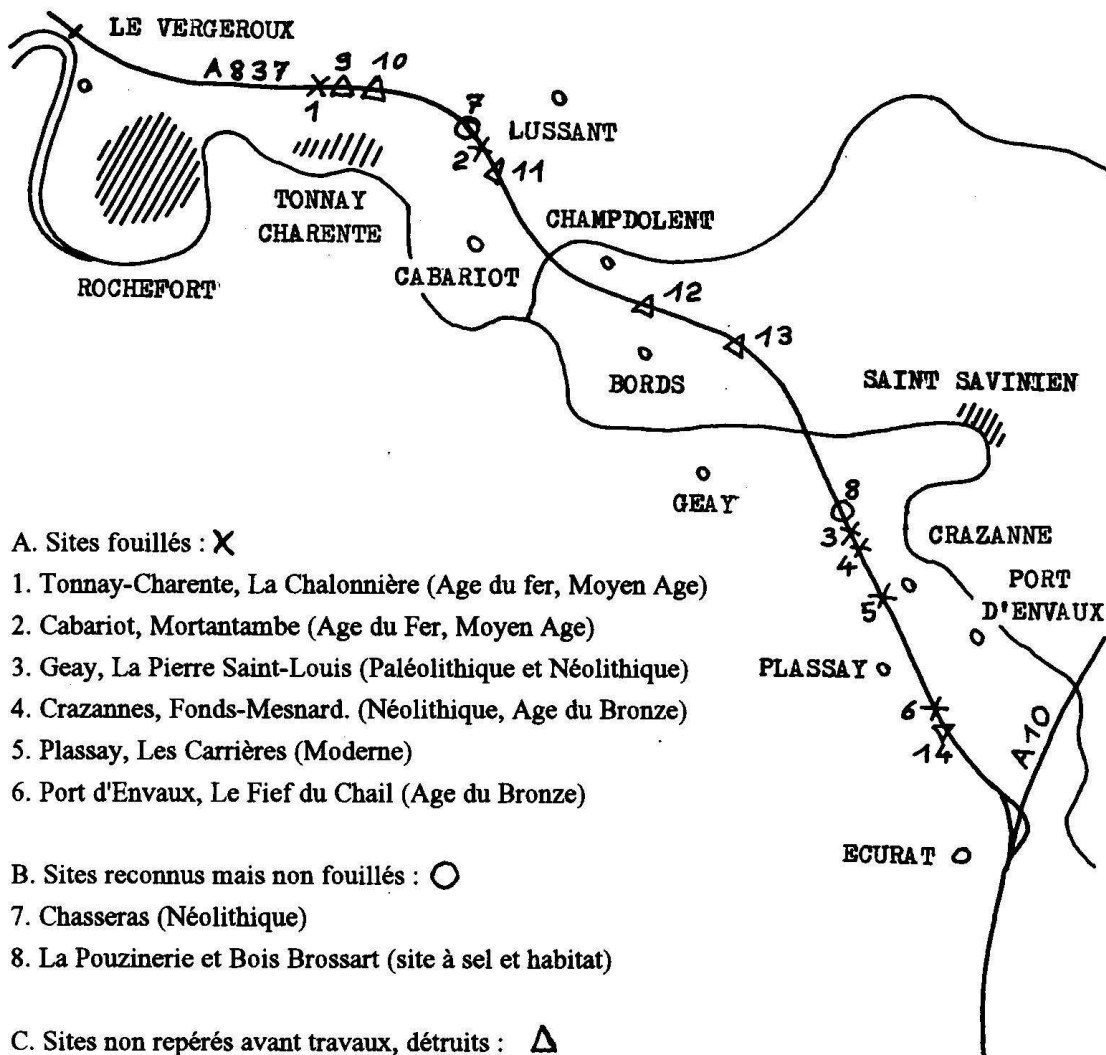 LE VERGEROUX
A837
9
10
1
7
LUSSANT
2
11
TONNAY
CHARENTE
CHAMPDOLENT
CABARIOT
ROCHEFORT
12
13
BORDS
SAINT SAVINIEN
GEAY
8
3
4
CRAZANNE
PORT
D'ENVAUX
5
PLASSAY
6
14
A10
ECURAT
A. Sites fouillés : X
1. Tonnay-Charente, La Chalonnière (Age du fer, Moyen Age)
2. Cabariot, Mortantambe (Age du Fer, Moyen Age)
3. Geay, La Pierre Saint-Louis (Paléolithique et Néolithique)
4. Crazannes, Fonds-Mesnard. (Néolithique, Age du Bronze)
5. Plassay, Les Carrières (Moderne)
6. Port d'Envaux, Le Fief du Chail (Age du Bronze)
B. Sites reconnus mais non fouillés : O
7. Chasseras (Néolithique)
8. La Pouzinerie et Bois Brossart (site à sel et habitat)
C. Sites non repérés avant travaux, détruits : Δ